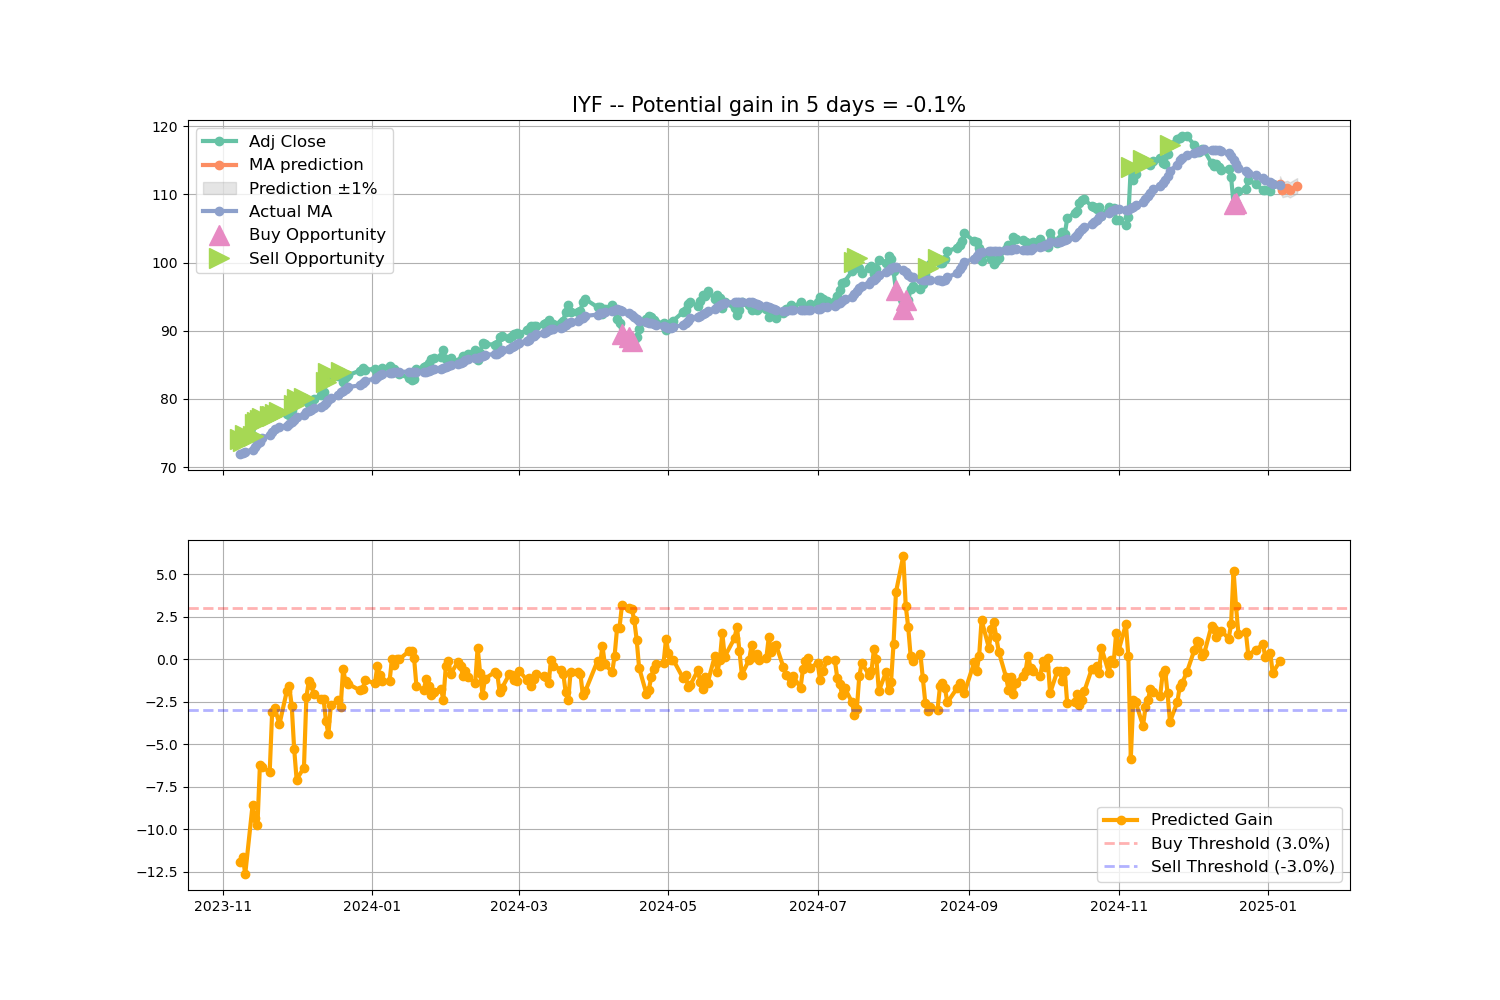 IYF -- Potential gain in 5 days = -0.1%
120
110
100
90
80
70
Adj Close
MA prediction
Prediction ±1%
Actual MA
Buy Opportunity
Sell Opportunity
5.0
2.5
0.0
−2.5
−5.0
−7.5
−10.0
−12.5
Predicted Gain
Buy Threshold (3.0%)
Sell Threshold (-3.0%)
2023-11
2024-01
2024-03
2024-05
2024-07
2024-09
2024-11
2025-01